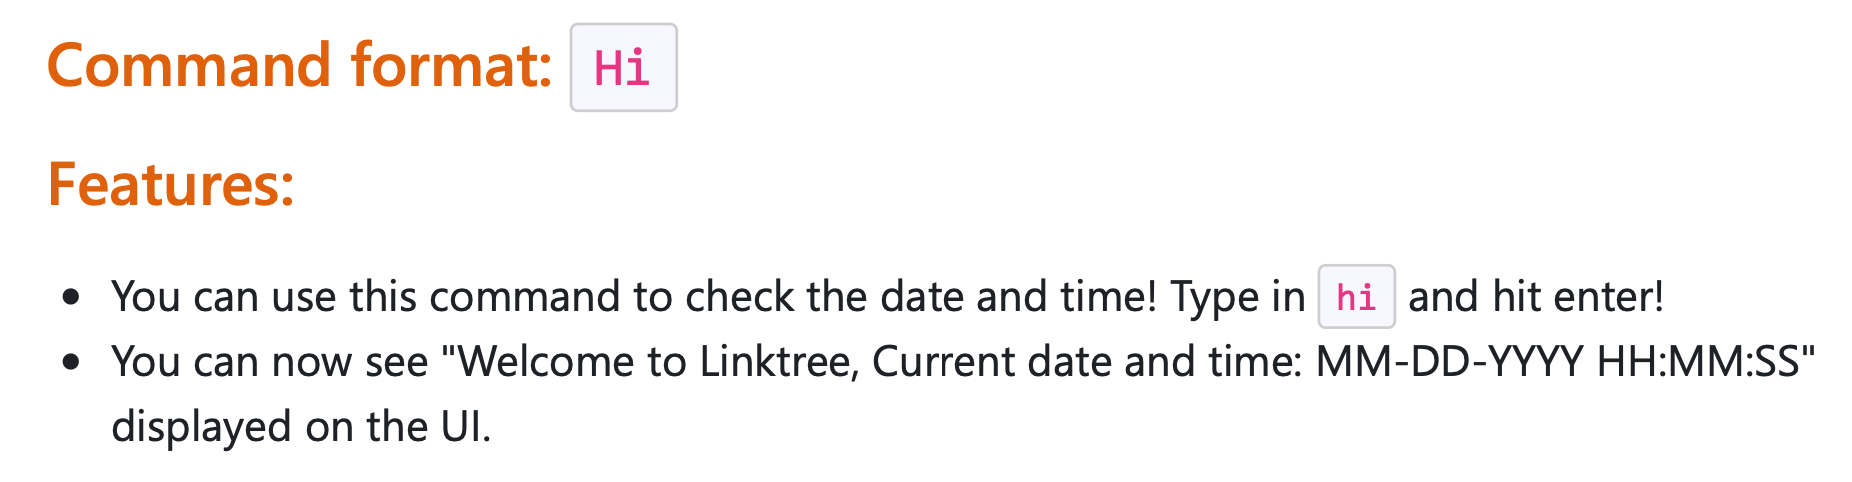 Command format: Hi
Features:
• You can use this command to check the date and time! Type in hi and hit enter!
• You can now see "Welcome to Linktree, Current date and time: MM-DD-YYYY HH:MM:SS"
displayed on the UI.